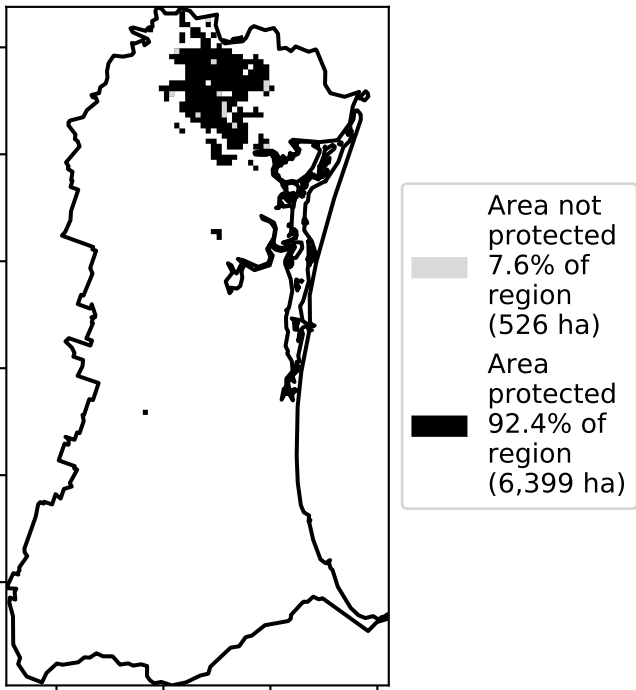 Area not
protected
7.6% of
region
(526 ha)
Area
protected
92.4% of
region
(6,399 ha)